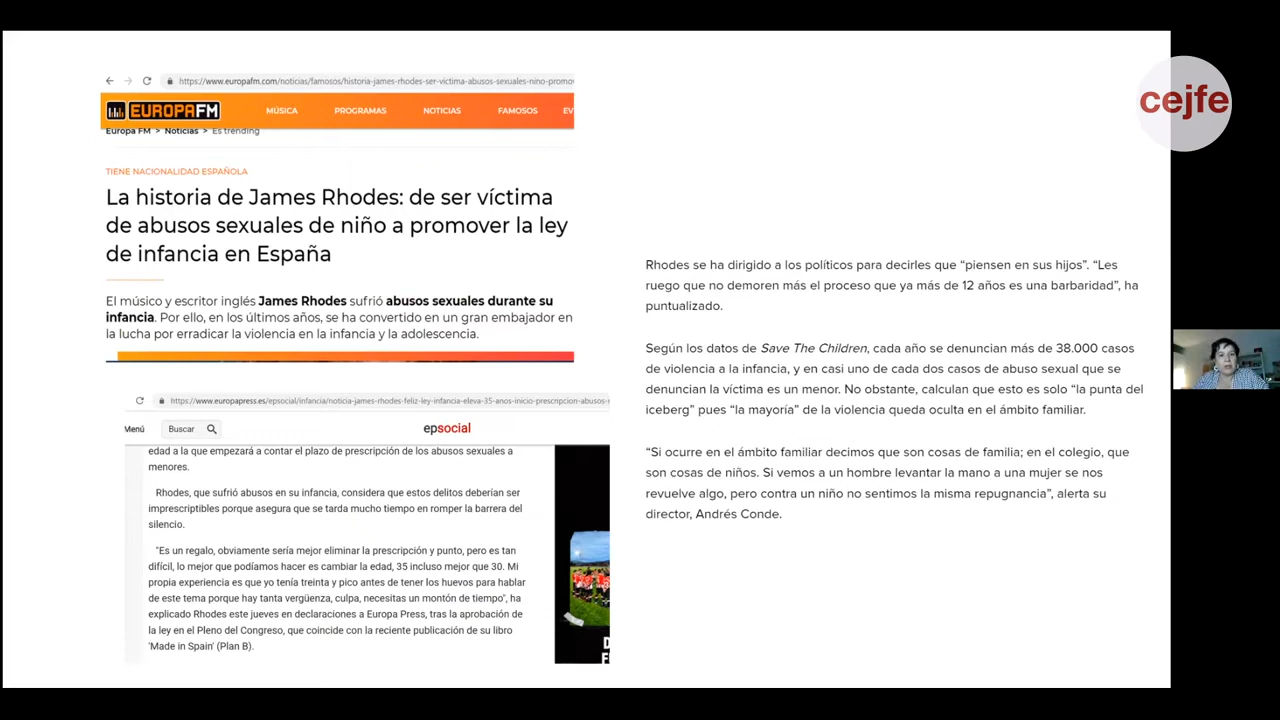 https://www.europafm.com/noticias/famosos/historia-james-rhodes-ser-victima-abusos-sexuales-nino-promov
EUROPA FM
MÚSICA PROGRAMAS NOTICIAS FAMOSOS EV
Europa FM > Noticias > Es trending
TIENE NACIONALIDAD ESPAÑOLA
La historia de James Rhodes: de ser víctima
de abusos sexuales de niño a promover la ley
de infancia en España
El músico y escritor inglés James Rhodes sufrió abusos sexuales durante su
infancia. Por ello, en los últimos años, se ha convertido en un gran embajador en
la lucha por erradicar la violencia en la infancia y la adolescencia.
https://www.europapress.es/epsocial/infancia/noticia-james-rhodes-feliz-ley-infancia-eleva-35-anos-inicio-prescripcion-abusos-
Menú Buscar epsocial
edad a la que empezará a contar el plazo de prescripción de los abusos sexuales a
menores.
Rhodes, que sufrió abusos en su infancia, considera que estos delitos deberían ser
imprescriptibles porque asegura que se tarda mucho tiempo en romper la barrera del
silencio.
"Es un regalo, obviamente sería mejor eliminar la prescripción y punto, pero es tan
difícil, lo mejor que podíamos hacer es cambiar la edad, 35 incluso mejor que 30. Mi
propia experiencia es que yo tenía treinta y pico antes de tener los huevos para hablar
de este tema porque hay tanta vergüenza, culpa, necesitas un montón de tiempo", ha
explicado Rhodes este jueves en declaraciones a Europa Press, tras la aprobación de
la ley en el Pleno del Congreso, que coincide con la reciente publicación de su libro
'Made in Spain' (Plan B).
Rhodes se ha dirigido a los políticos para decirles que “piensen en sus hijos”. “Les
ruego que no demoren más el proceso que ya más de 12 años es una barbaridad”, ha
puntualizado.
Según los datos de Save The Children, cada año se denuncian más de 38.000 casos
de violencia a la infancia, y en casi uno de cada dos casos de abuso sexual que se
denuncian la víctima es un menor. No obstante, calculan que esto es solo “la punta del
iceberg” pues “la mayoría” de la violencia queda oculta en el ámbito familiar.
“Si ocurre en el ámbito familiar decimos que son cosas de familia; en el colegio, que
son cosas de niños. Si vemos a un hombre levantar la mano a una mujer se nos
revuelve algo, pero contra un niño no sentimos la misma repugnancia”, alerta su
director, Andrés Conde.
cejfe